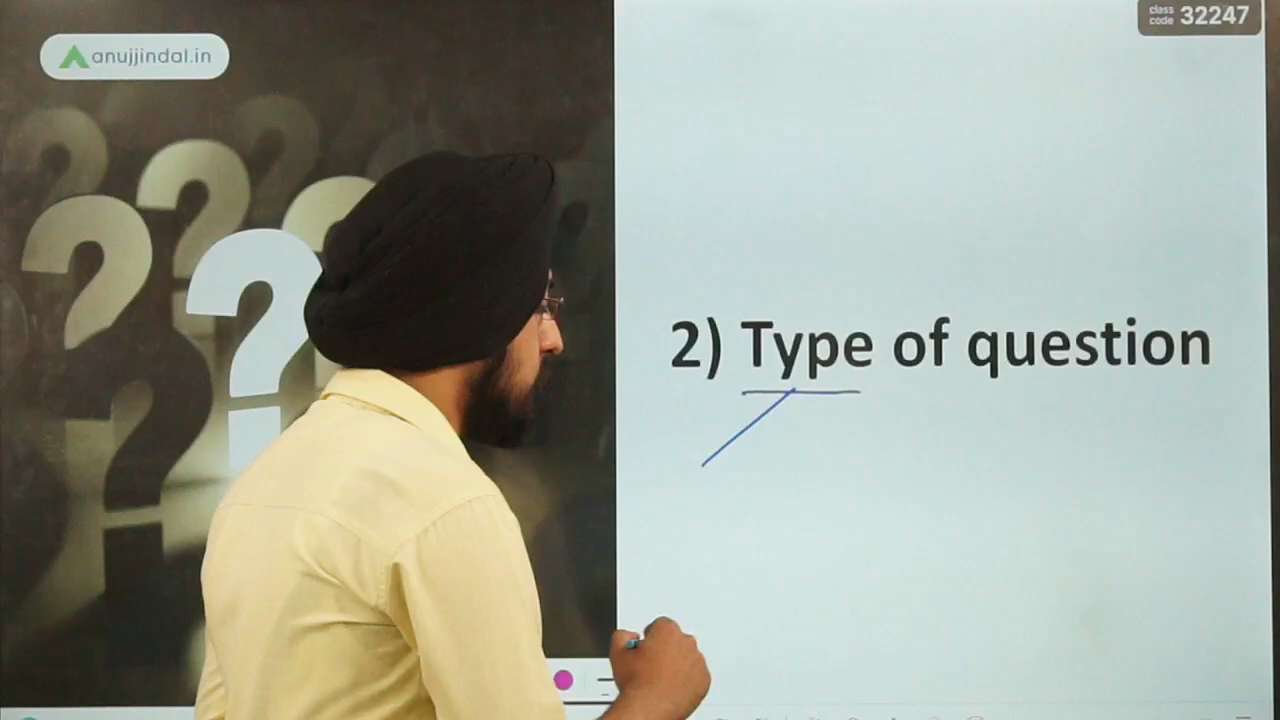 class
code 32247
anujjindal.in
2) Type of question